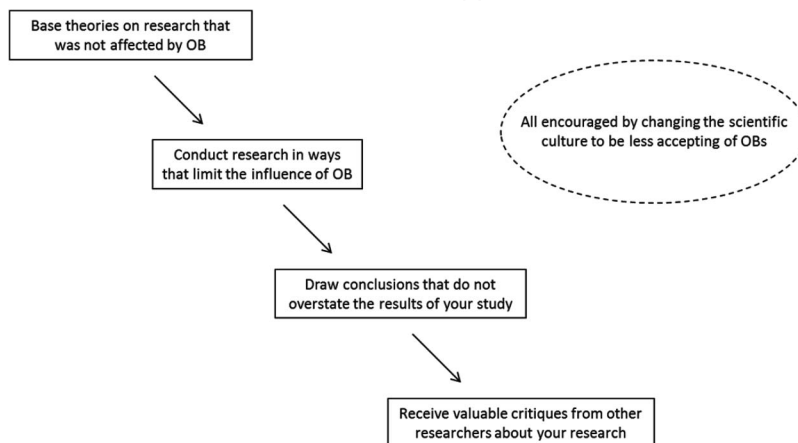 Base theories on research that
was not affected by OB
All encouraged by changing the scientific
culture to be less accepting of OBs
Conduct research in ways
that limit the influence of OB
Draw conclusions that do not
overstate the results of your study
Receive valuable critiques from other
researchers about your research